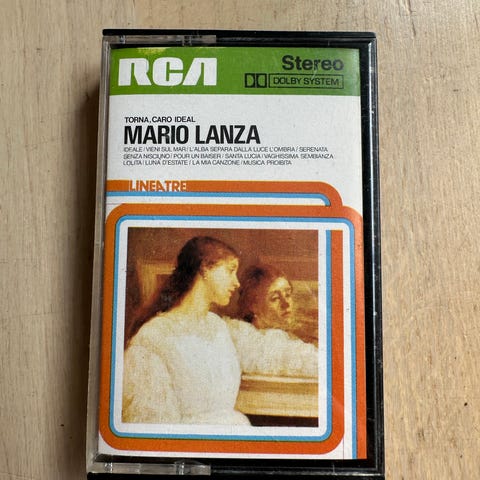 RCA Stereo
DOLBY SYSTEM
TORNA, CARO IDEAL
MARIO LANZA
IDEALE / VIENI SUL MAR / L'ALBA SEPARA DALLA LUCE L'OMBRA / SERENATA
SENZA NISCIUNO / POUR UN BAISER / SANTA LUCIA / VAGHISSIMA SEMBIANZA
LOLITA / LUNA D'ESTATE / LA MIA CANZONE / MUSICA PROIBITA
LINEATRE